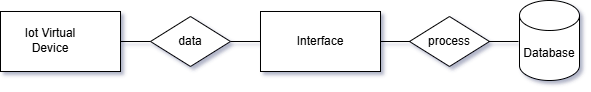 Iot Virtual
Device
data
Interface
process
Database